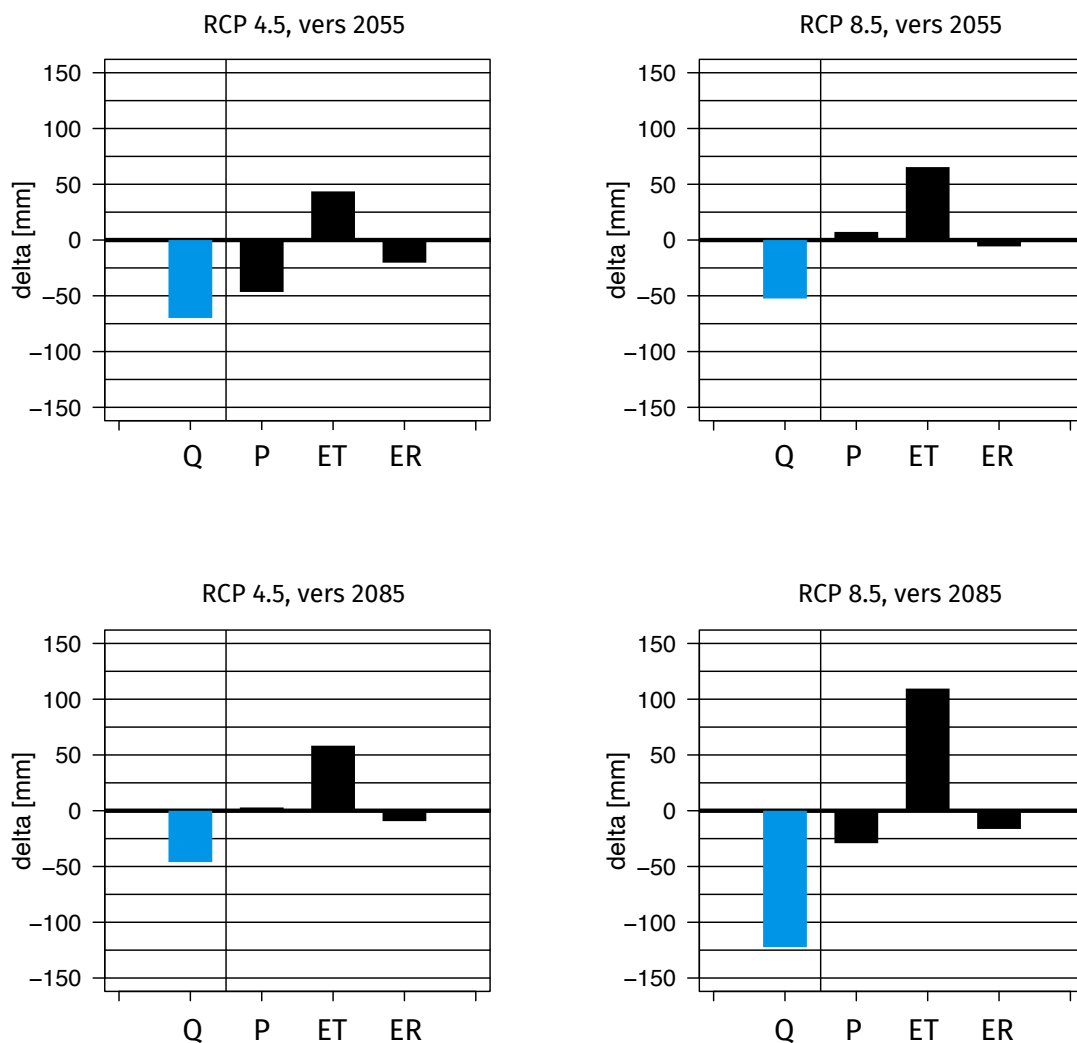 RCP 4.5, vers 2055
delta [mm]
150
100
50
0
−50
−100
−150
Q P ET ER
RCP 8.5, vers 2055
delta [mm]
150
100
50
0
−50
−100
−150
Q P ET ER
RCP 4.5, vers 2085
delta [mm]
150
100
50
0
−50
−100
−150
Q P ET ER
RCP 8.5, vers 2085
delta [mm]
150
100
50
0
−50
−100
−150
Q P ET ER